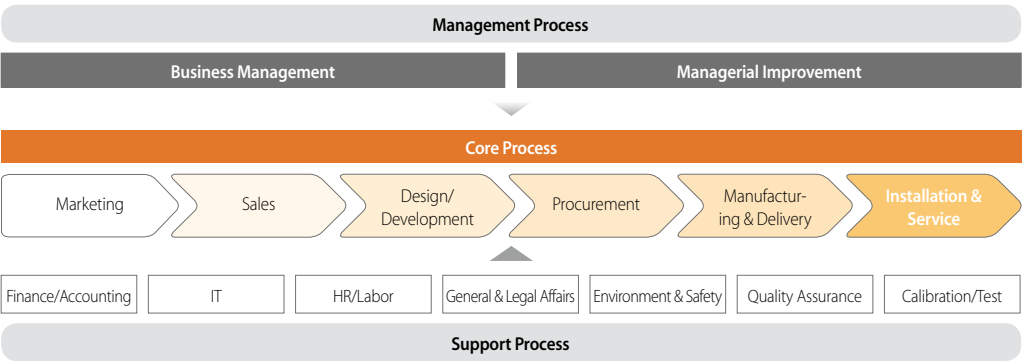 Management Process
Business Management
Managerial Improvement
Core Process
Marketing
Sales
Design/
Development
Procurement
Manufactur-
ing & Delivery
Installation &
Service
Finance/Accounting
IT
HR/Labor
General & Legal Affairs
Environment & Safety
Quality Assurance
Calibration/Test
Support Process